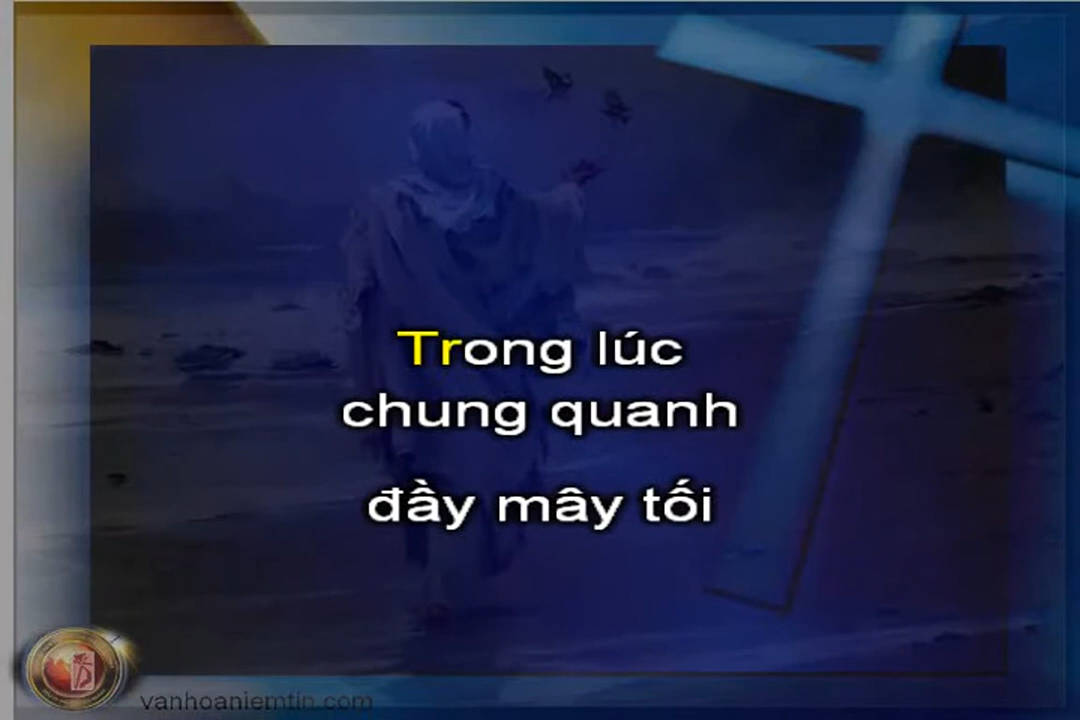 Trong lúc
chung quanh
đầy mây tối
vanhoaniemtin.com